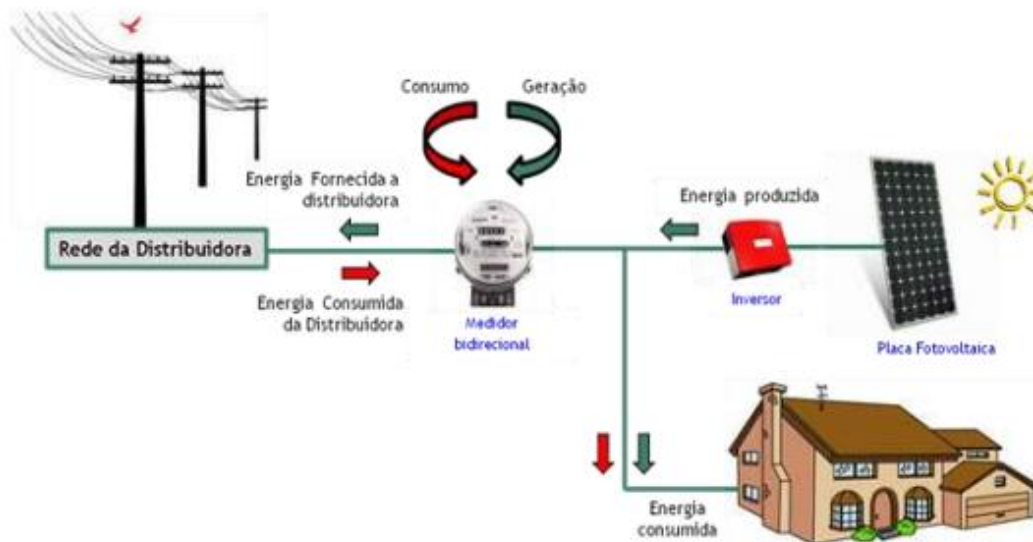 Consumo
Geração
Energia Fornecida a
distribuidora
Energia produzida
Rede da Distribuidora
Energia Consumida
da Distribuidora
Medidor
bidirecional
Inversor
Placa Fotovoltaica
Energia
consumida